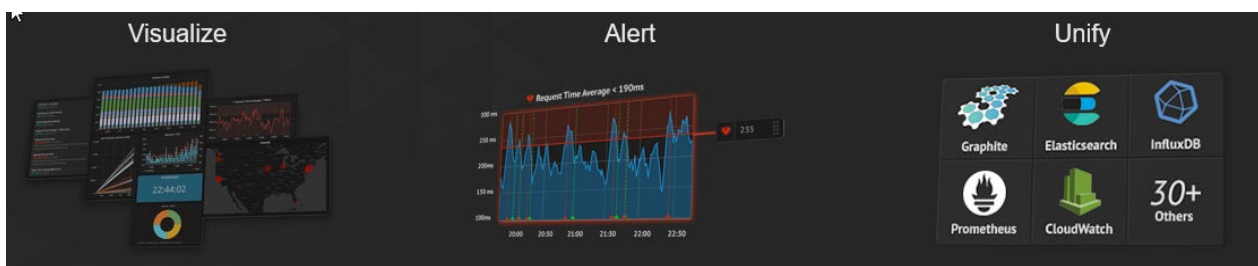 Visualize
Alert
Unify
22:44:02
Request Time Average < 190ms
500 ms
250 ms
200ms
150 ms
100ms
20:00 20:30 21:00 21:30 22:00 22:30
235
Graphite Elasticsearch InfluxDB
Prometheus CloudWatch 30+
Others